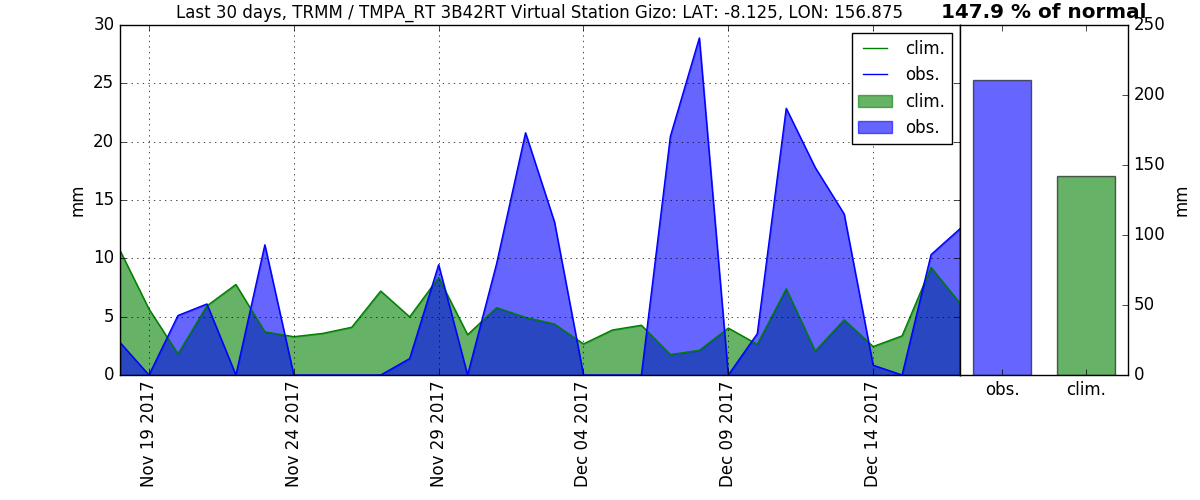 Last 30 days, TRMM / TMPA_RT 3B42RT Virtual Station Gizo: LAT: -8.125, LON: 156.875
147.9 % of normal
30
25
20
15
10
5
0
mm
clim.
obs.
clim.
obs.
Nov 19 2017
Nov 24 2017
Nov 29 2017
Dec 04 2017
Dec 09 2017
Dec 14 2017
250
200
150
100
50
0
mm
obs.
clim.